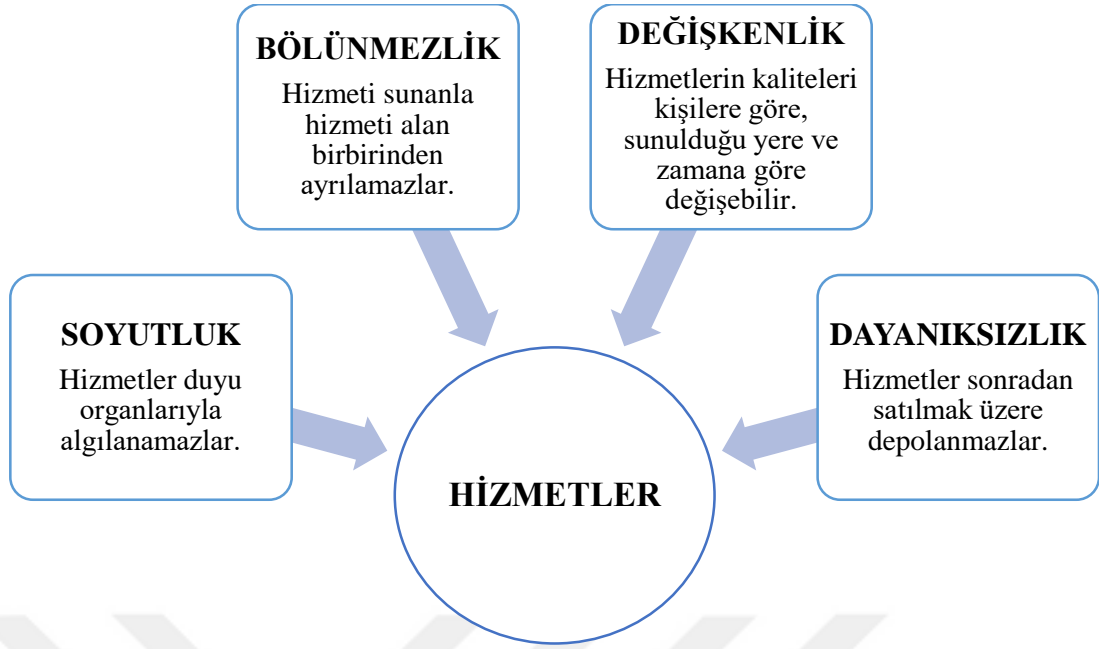 BÖLÜNMEZLİK
Hizmeti sunanla
hizmeti alan
birbirinden
ayrılamazlar.
DEĞİŞKENLİK
Hizmetlerin kaliteleri
kişilere göre,
sunulduğu yere ve
zamana göre
değişebilir.
SOYUTLUK
Hizmetler duyu
organlarıyla
algılanamazlar.
DAYANIKSIZLIK
Hizmetler sonradan
satılmak üzere
depolanmazlar.
HİZMETLER